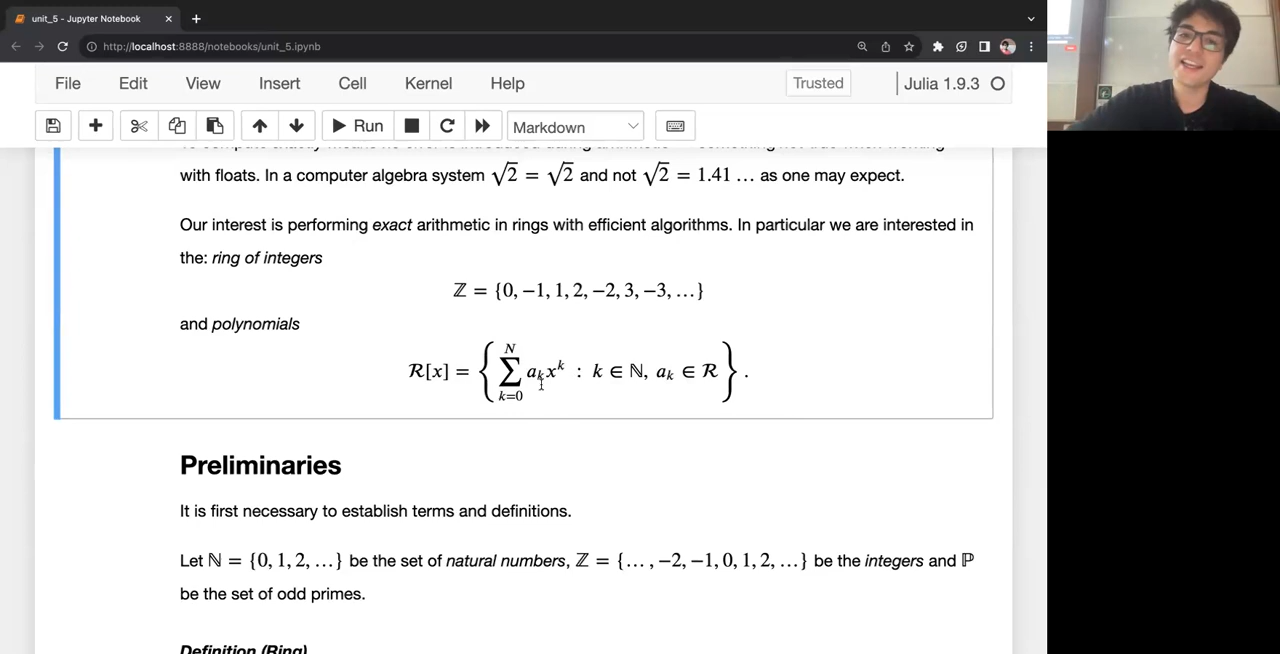 unit_5 - Jupyter Notebook
http://localhost:8888/notebooks/unit_5.ipynb
File Edit View Insert Cell Kernel Help Trusted Julia 1.9.3
Run Markdown
with floats. In a computer algebra system √2 = √2 and not √2 = 1.41 … as one may expect.
Our interest is performing exact arithmetic in rings with efficient algorithms. In particular we are interested in
the: ring of integers
ℤ = {0, −1, 1, 2, −2, 3, −3, …}
and polynomials
ℛ[x] = { ∑_{k=0}^{N} a_k x^k : k ∈ ℕ, a_k ∈ ℛ } .
Preliminaries
It is first necessary to establish terms and definitions.
Let ℕ = {0, 1, 2, …} be the set of natural numbers, ℤ = {… , −2, −1, 0, 1, 2, …} be the integers and ℙ
be the set of odd primes.
Definition (Ring)